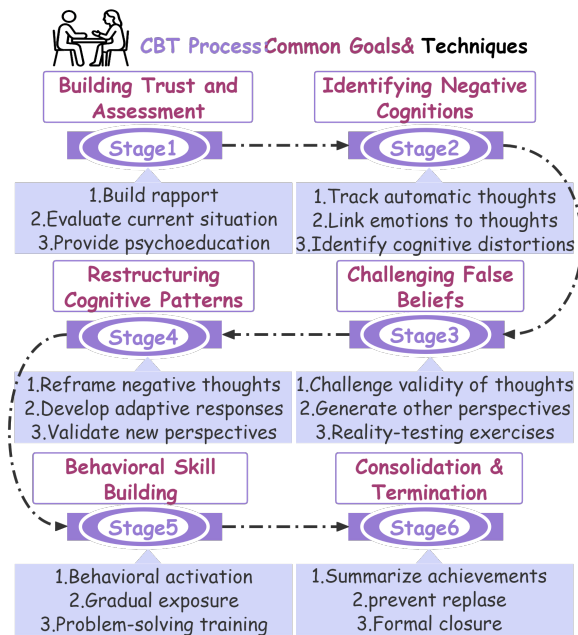 CBT Process Common Goals& Techniques
Building Trust and
Assessment
Stage1
1.Build rapport
2.Evaluate current situation
3.Provide psychoeducation
Identifying Negative
Cognitions
Stage2
1.Track automatic thoughts
2.Link emotions to thoughts
3.Identify cognitive distortions
Challenging False
Beliefs
Stage3
1.Challenge validity of thoughts
2.Generate other perspectives
3.Reality-testing exercises
Restructuring
Cognitive Patterns
Stage4
1.Reframe negative thoughts
2.Develop adaptive responses
3.Validate new perspectives
Behavioral Skill
Building
Stage5
1.Behavioral activation
2.Gradual exposure
3.Problem-solving training
Consolidation &
Termination
Stage6
1.Summarize achievements
2.prevent replase
3.Formal closure